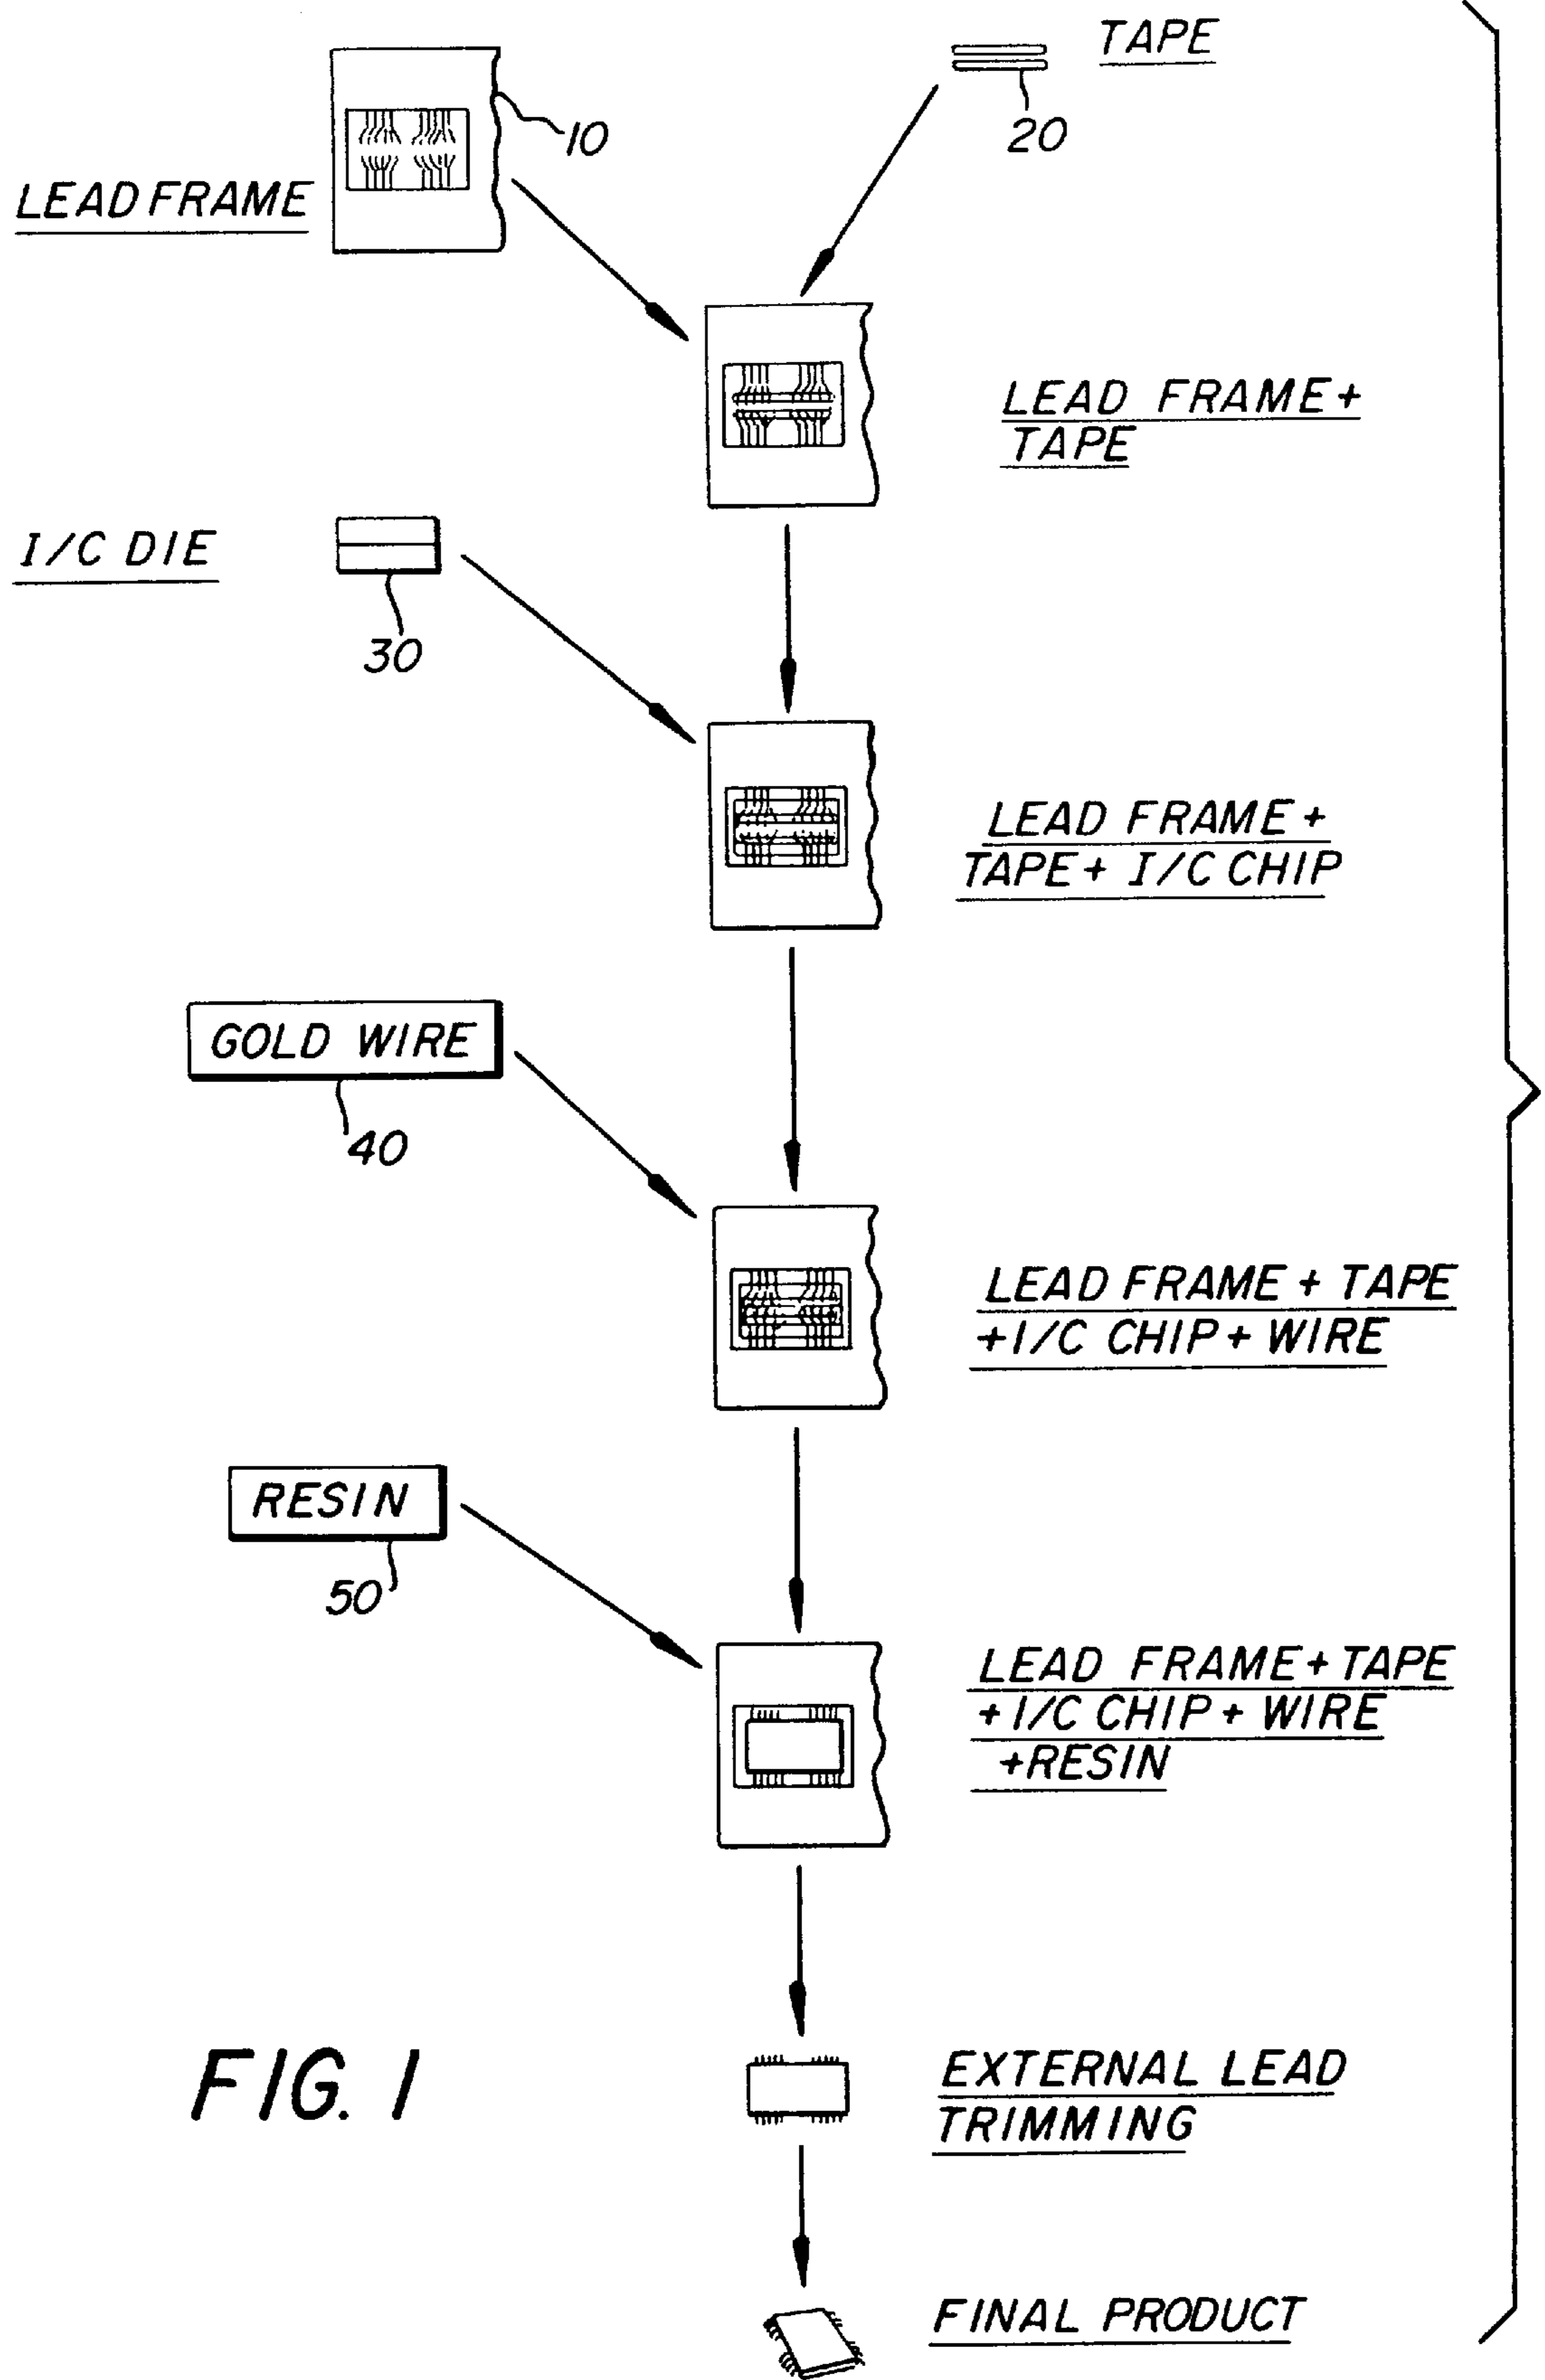 TAPE
20
10
LEAD FRAME
LEAD FRAME +
TAPE
I/C DIE
30
LEAD FRAME +
TAPE + I/C CHIP
GOLD WIRE
40
LEAD FRAME + TAPE
+I/C CHIP + WIRE
RESIN
50
LEAD FRAME + TAPE
+I/C CHIP + WIRE
+RESIN
FIG. 1
EXTERNAL LEAD
TRIMMING
FINAL PRODUCT